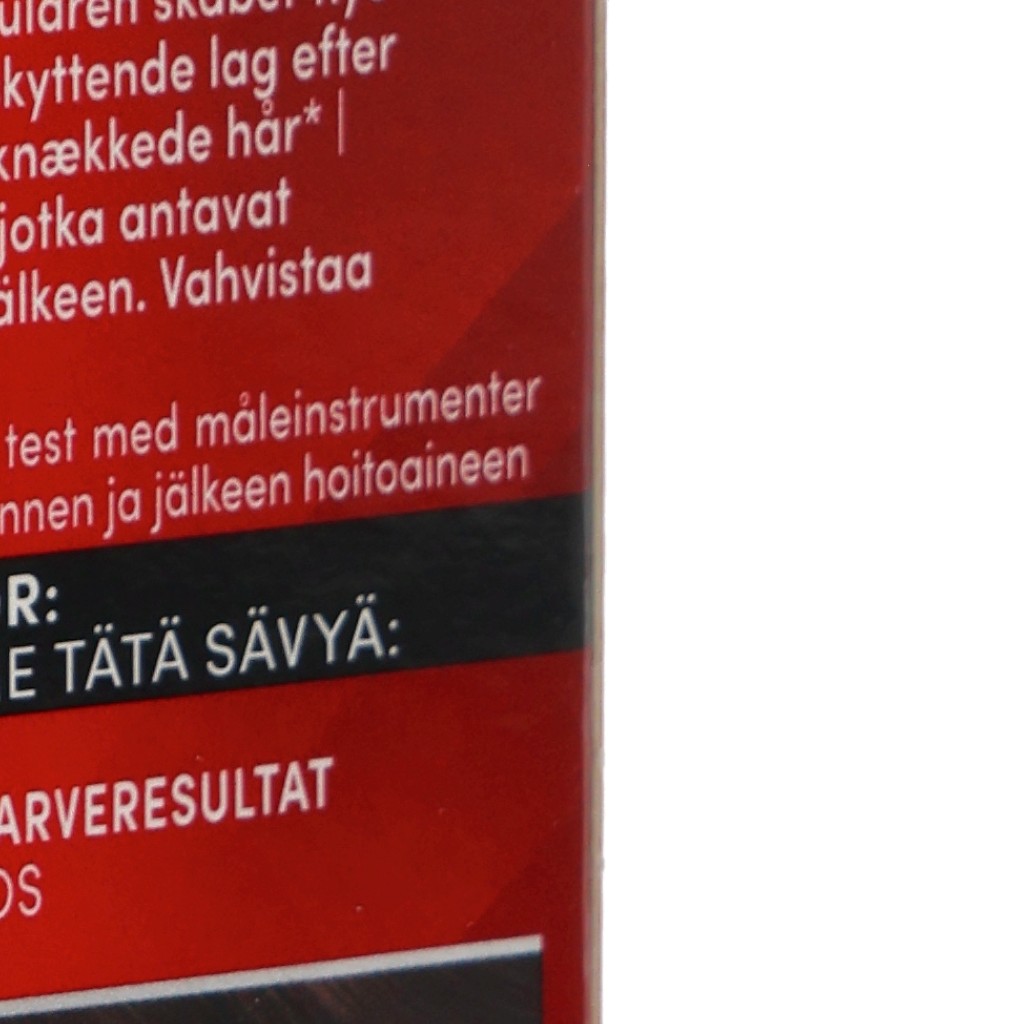 kyttende lag efter
knækkede hår* |
jotka antavat
älkeen. Vahvistaa
test med måleinstrumenter
nnen ja jälkeen hoitoaineen
R:
E TÄTÄ SÄVYÄ:
ARVERESULTAT
OS